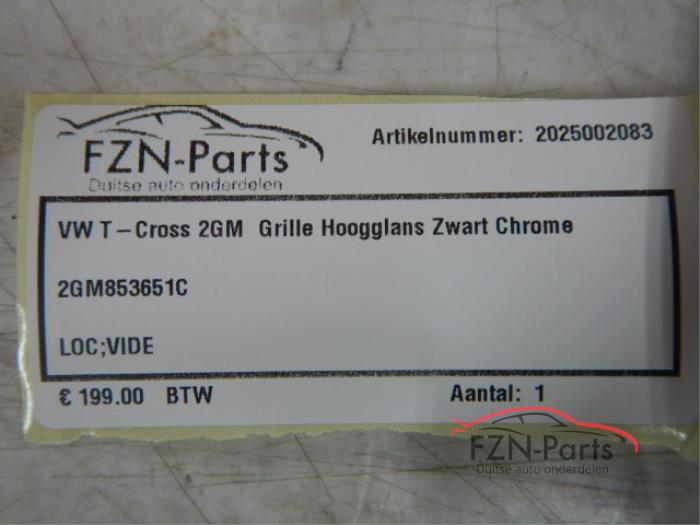 FZN-Parts
Duitse auto onderdelen
Artikelnummer: 2025002083
VW T-Cross 2GM Grille Hoogglans Zwart Chrome
2GM853651C
LOC;VIDE
€ 199.00 BTW
Aantal: 1
FZN-Parts
Duitse auto onderdelen